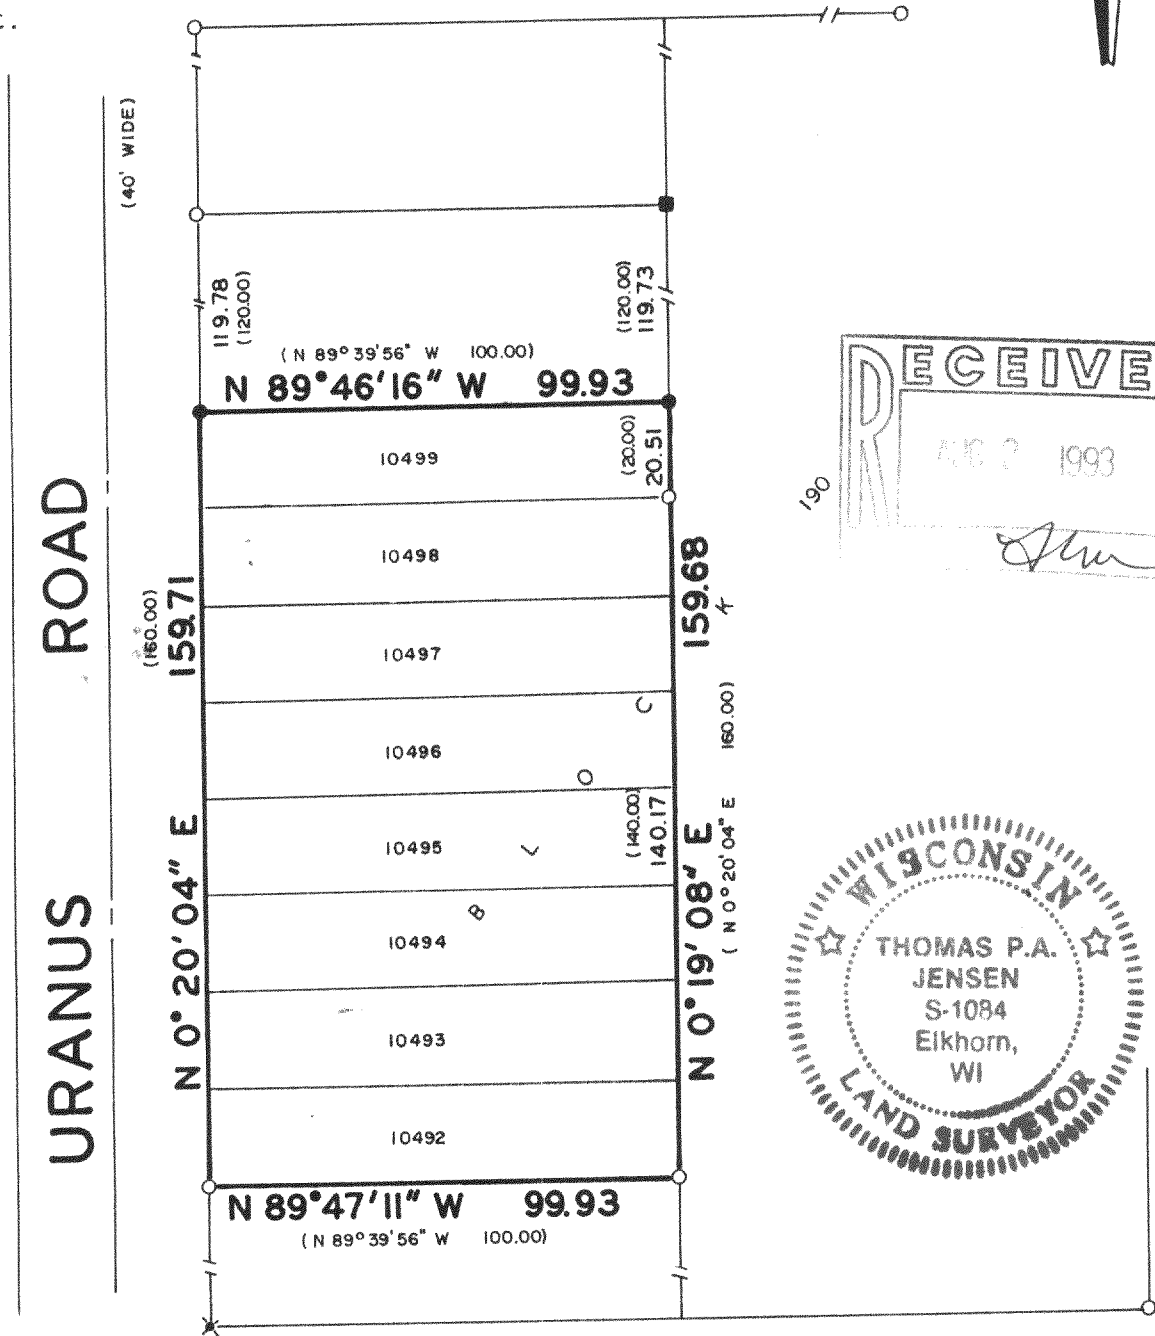 (40' WIDE)
119.78
(120.00)
(120.00)
119.73
(N 89°39'56" W 100.00)
N 89°46'16" W 99.93
RECEIVE
AUG 2 1993
190
10499
(20.00)
20.51
10498
10497
10496
10495
10494
10493
10492
URANUS ROAD
(160.00)
159.71
N 0° 20' 04" E
159.68
N 0° 19' 08' E
(N 0°20'04" E 160.00)
(140.00)
140.17
B L O C K
N 89°47'11" W 99.93
(N 89°39'56" W 100.00)
WISCONSIN
THOMAS P.A.
JENSEN
S-1084
Elkhorn,
WI
LAND SURVEYOR